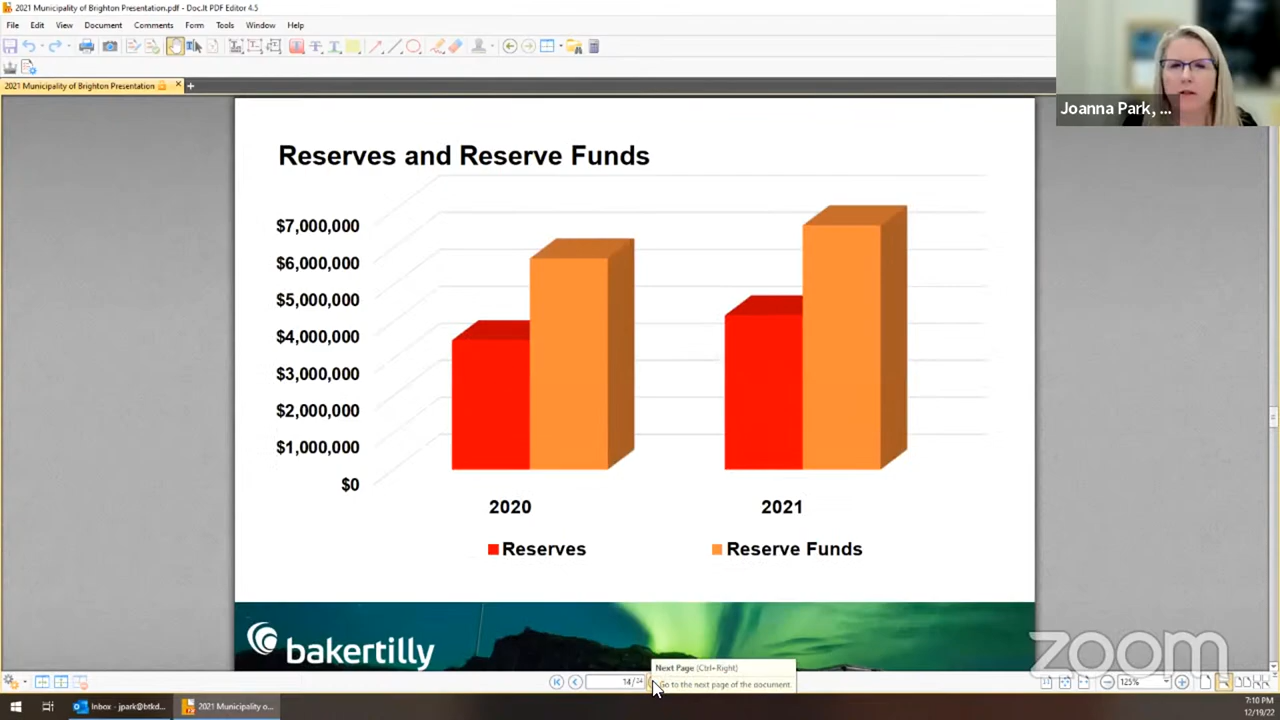 2021 Municipality of Brighton Presentation.pdf - Doc.It PDF Editor 4.5
File Edit View Document Comments Form Tools Window Help
2021 Municipality of Brighton Presentation
Joanna Park, ...
Reserves and Reserve Funds
$7,000,000
$6,000,000
$5,000,000
$4,000,000
$3,000,000
$2,000,000
$1,000,000
$0
2020
2021
Reserves
Reserve Funds
bakertilly
zoom
Next Page (Ctrl+Right)
Go to the next page of the document.
14 /
125%
Inbox - jpark@btkd...
2021 Municipality o...
7:10 PM
12/19/22